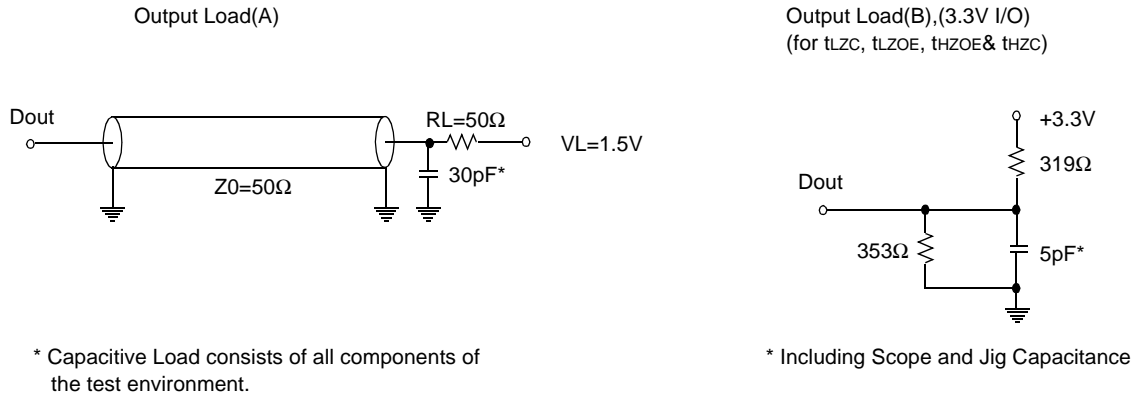 Output Load(A)
Dout
Z0=50Ω
RL=50Ω
VL=1.5V
30pF*
* Capacitive Load consists of all components of
the test environment.
Output Load(B),(3.3V I/O)
(for tLZC, tLZOE, tHZOE& tHZC)
+3.3V
319Ω
Dout
353Ω
5pF*
* Including Scope and Jig Capacitance